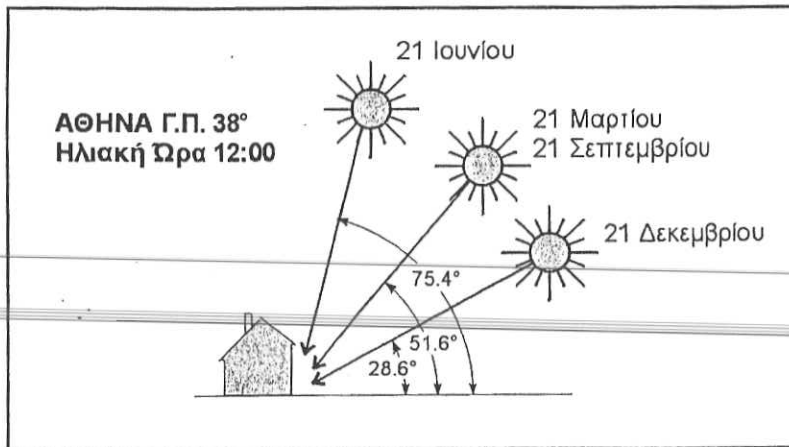 21 Ιουνίου
ΑΘΗΝΑ Γ.Π. 38°
Ηλιακή Ώρα 12:00
21 Μαρτίου
21 Σεπτεμβρίου
21 Δεκεμβρίου
75.4°
51.6°
28.6°